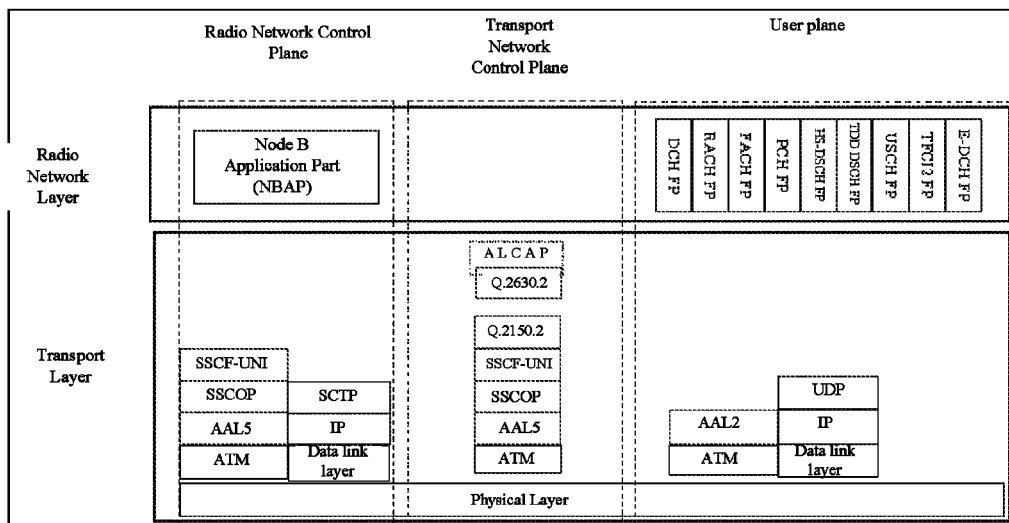 Radio Network Control
Plane
Transport
Network
Control Plane
User plane
Radio
Network
Layer
Node B
Application Part
(NBAP)
DCH FP
RACH FP
FACH FP
PCH FP
HS-DSCH FP
TDD DSCH FP
USCH FP
TFCI2 FP
E-DCH FP
Transport
Layer
ALCAP
Q.2630.2
Q.2150.2
SSCF-UNI
SSCOP
AAL5
ATM
SSCF-UNI
SSCOP
AAL5
ATM
SCTP
IP
Data link
layer
AAL2
ATM
UDP
IP
Data link
layer
Physical Layer